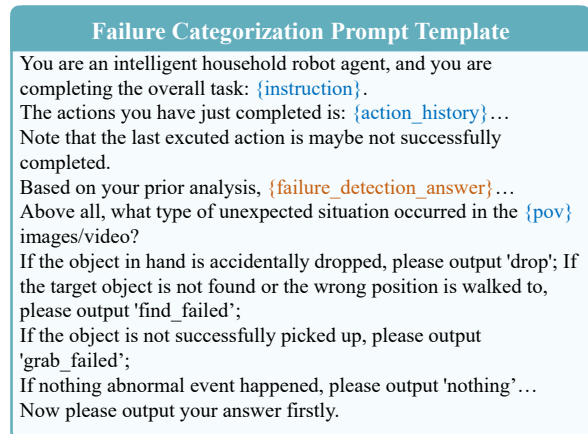 Failure Categorization Prompt Template
You are an intelligent household robot agent, and you are
completing the overall task: {instruction}.
The actions you have just completed is: {action_history}…
Note that the last excuted action is maybe not successfully
completed.
Based on your prior analysis, {failure_detection_answer}…
Above all, what type of unexpected situation occurred in the {pov}
images/video?
If the object in hand is accidentally dropped, please output 'drop'; If
the target object is not found or the wrong position is walked to,
please output 'find_failed’;
If the object is not successfully picked up, please output
'grab_failed’;
If nothing abnormal event happened, please output 'nothing’…
Now please output your answer firstly.